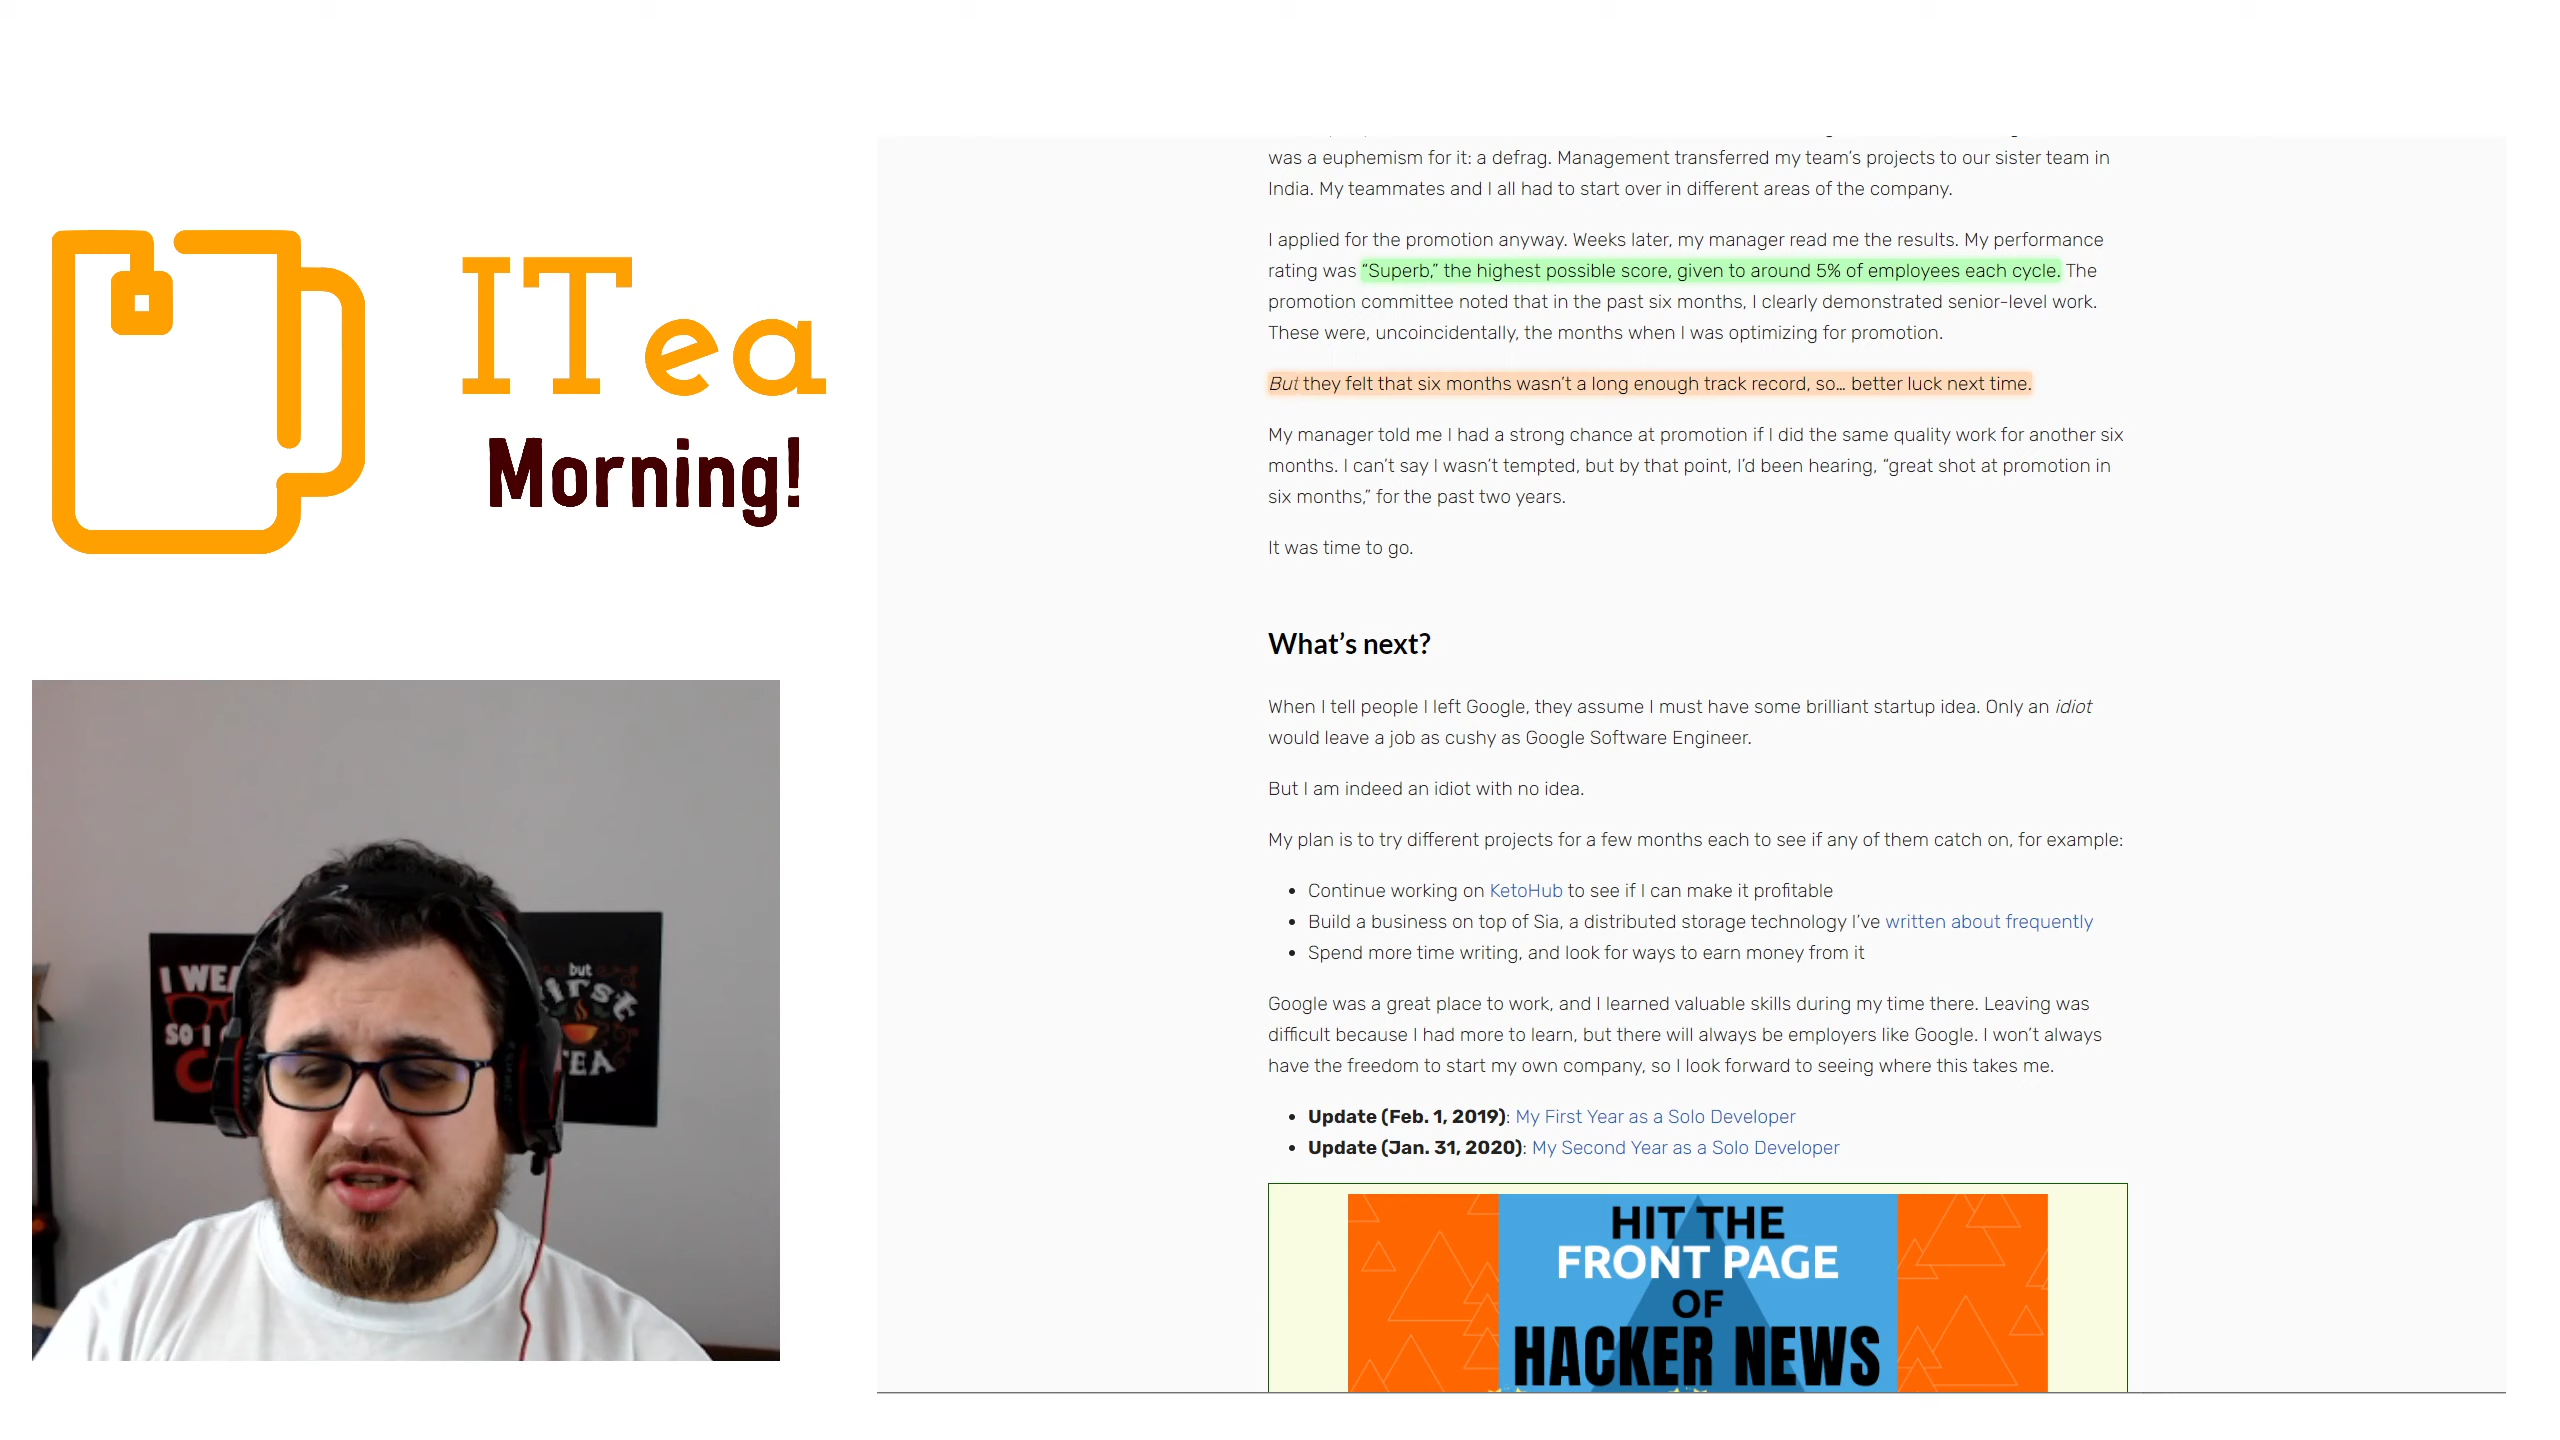 ITea
Morning!
I WEA
SO I
C
but
first
TEA
was a euphemism for it: a defrag. Management transferred my team’s projects to our sister team in
India. My teammates and I all had to start over in different areas of the company.
I applied for the promotion anyway. Weeks later, my manager read me the results. My performance
rating was “Superb,” the highest possible score, given to around 5% of employees each cycle. The
promotion committee noted that in the past six months, I clearly demonstrated senior-level work.
These were, uncoincidentally, the months when I was optimizing for promotion.
But they felt that six months wasn’t a long enough track record, so… better luck next time.
My manager told me I had a strong chance at promotion if I did the same quality work for another six
months. I can’t say I wasn’t tempted, but by that point, I’d been hearing, “great shot at promotion in
six months,” for the past two years.
It was time to go.
What’s next?
When I tell people I left Google, they assume I must have some brilliant startup idea. Only an idiot
would leave a job as cushy as Google Software Engineer.
But I am indeed an idiot with no idea.
My plan is to try different projects for a few months each to see if any of them catch on, for example:
• Continue working on KetoHub to see if I can make it profitable
• Build a business on top of Sia, a distributed storage technology I’ve written about frequently
• Spend more time writing, and look for ways to earn money from it
Google was a great place to work, and I learned valuable skills during my time there. Leaving was
difficult because I had more to learn, but there will always be employers like Google. I won’t always
have the freedom to start my own company, so I look forward to seeing where this takes me.
• Update (Feb. 1, 2019): My First Year as a Solo Developer
• Update (Jan. 31, 2020): My Second Year as a Solo Developer
HIT THE
FRONT PAGE
OF
HACKER NEWS